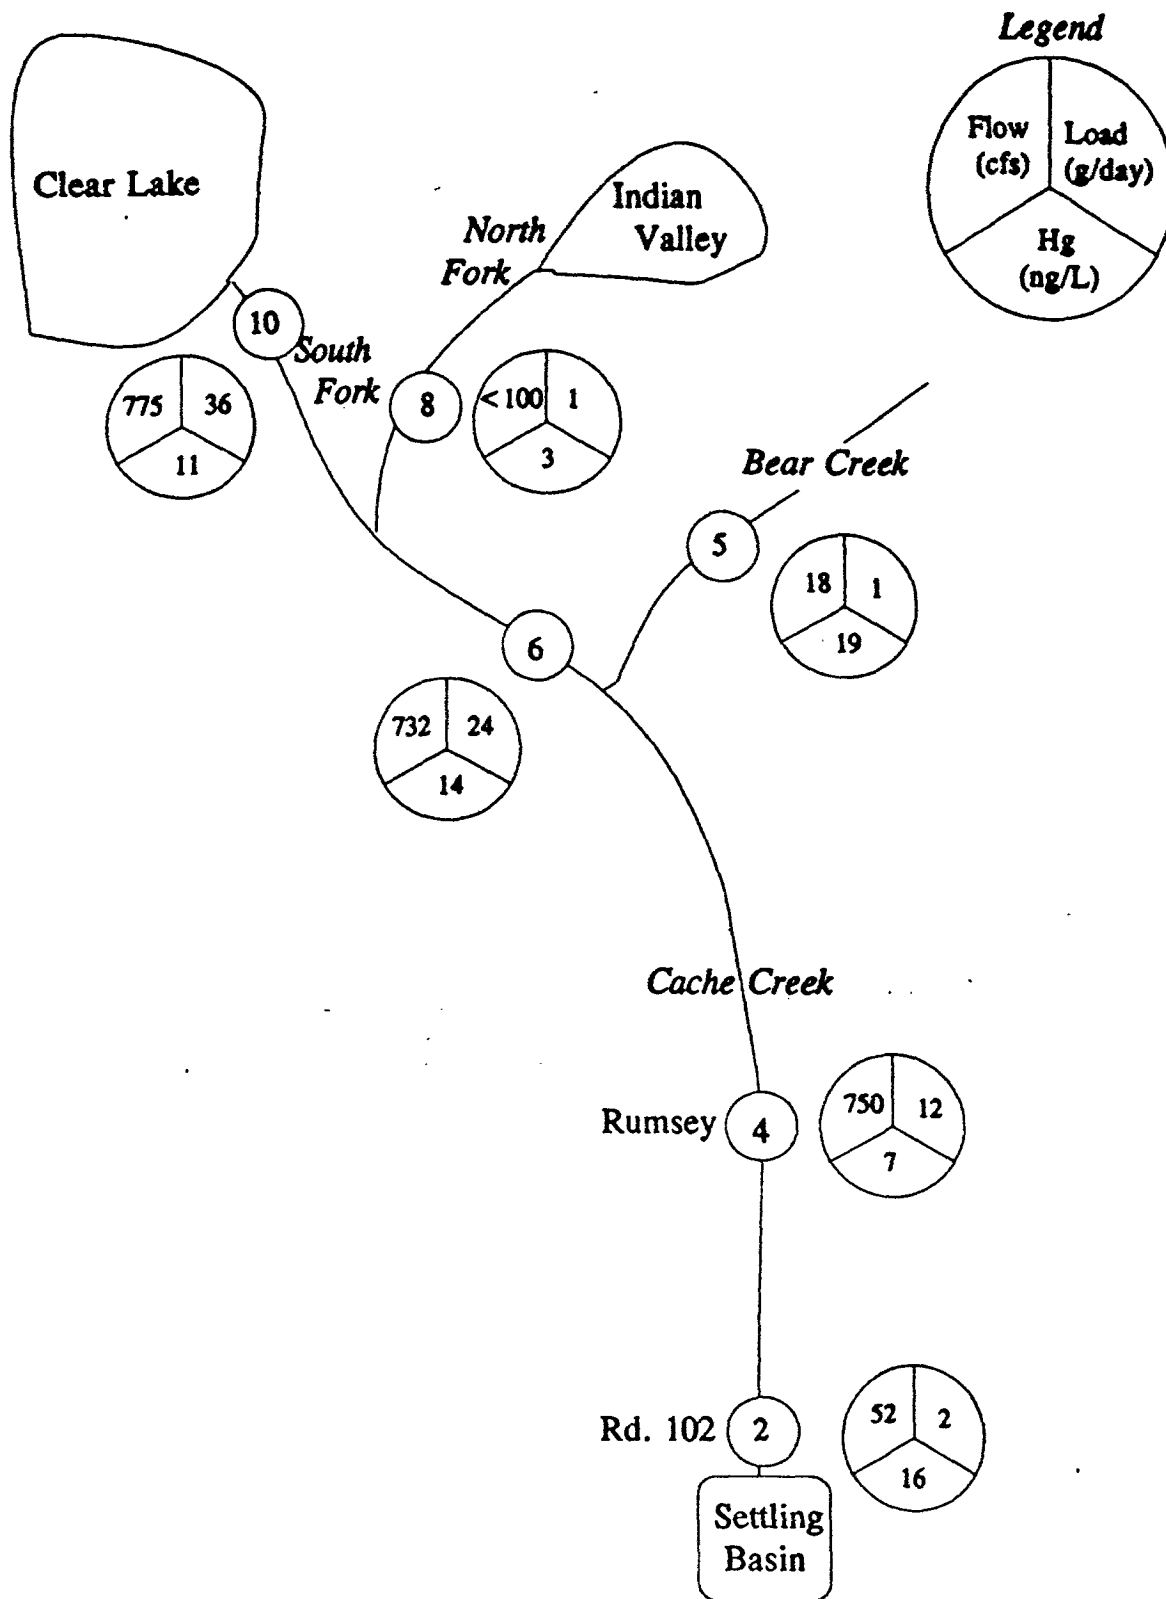 Legend
Flow
(cfs)
Load
(g/day)
Hg
(ng/L)
Clear Lake
Indian
Valley
North
Fork
10
South
Fork
775
36
11
8
<100
1
3
Bear Creek
5
18
1
19
6
732
24
14
Cache Creek
Rumsey
4
750
12
7
Rd. 102
2
52
2
16
Settling
Basin